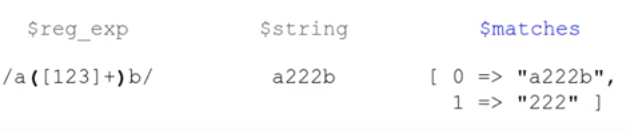 $reg_exp $string $matches
/a([123]+)b/ a222b [ 0 => "a222b",
1 => "222" ]